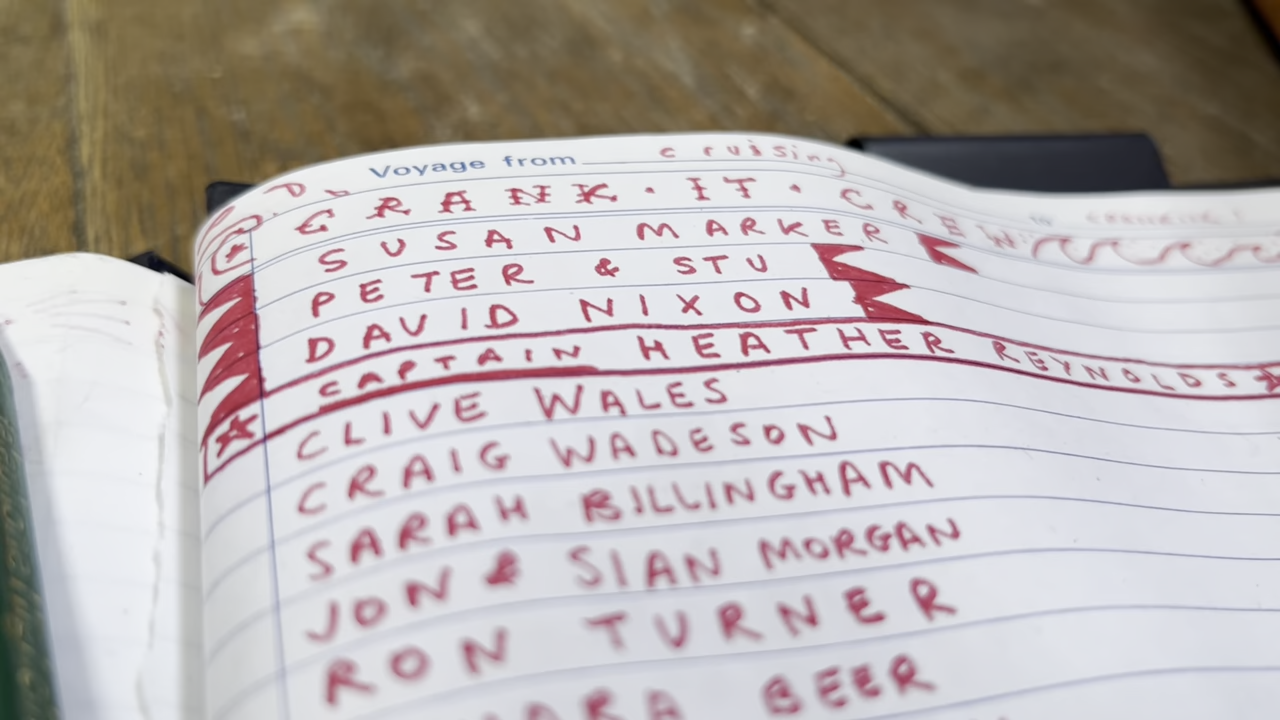 Voyage from cruising
CRANK · IT · CREW
SUSAN MARKER
PETER & STU
DAVID NIXON
CAPTAIN HEATHER REYNOLDS
CLIVE WALES
CRAIG WADESON
SARAH BILLINGHAM
JON & SIAN MORGAN
RON TURNER
BEER